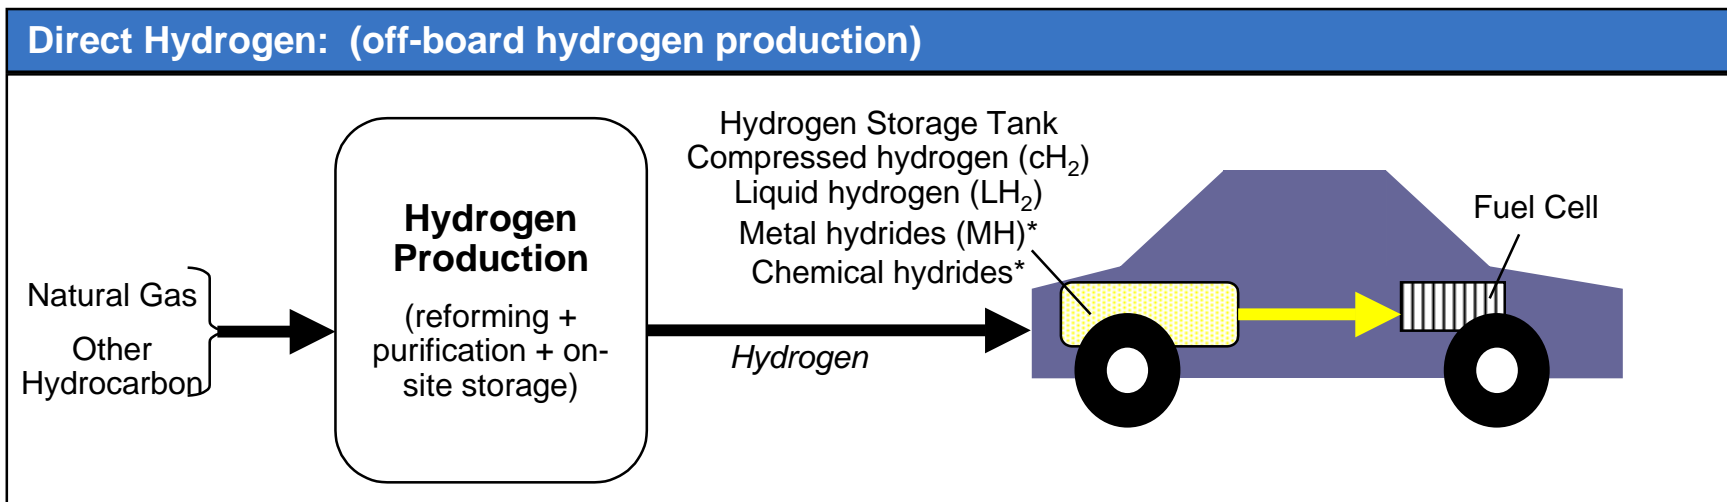 Direct Hydrogen:  (off-board hydrogen production)
Natural Gas
Other
Hydrocarbon
Hydrogen
Production
(reforming +
purification + on-
site storage)
Hydrogen
Hydrogen Storage Tank
Compressed hydrogen (cH₂)
Liquid hydrogen (LH₂)
Metal hydrides (MH)*
Chemical hydrides*
Fuel Cell